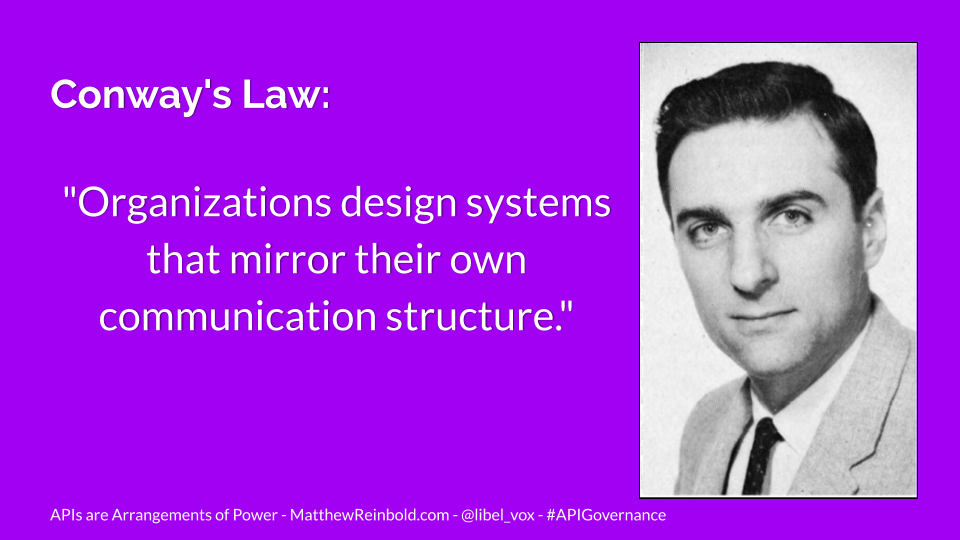 Conway's Law:
"Organizations design systems
that mirror their own
communication structure."
APIs are Arrangements of Power - MatthewReinbold.com - @libel_vox - #APIGovernance